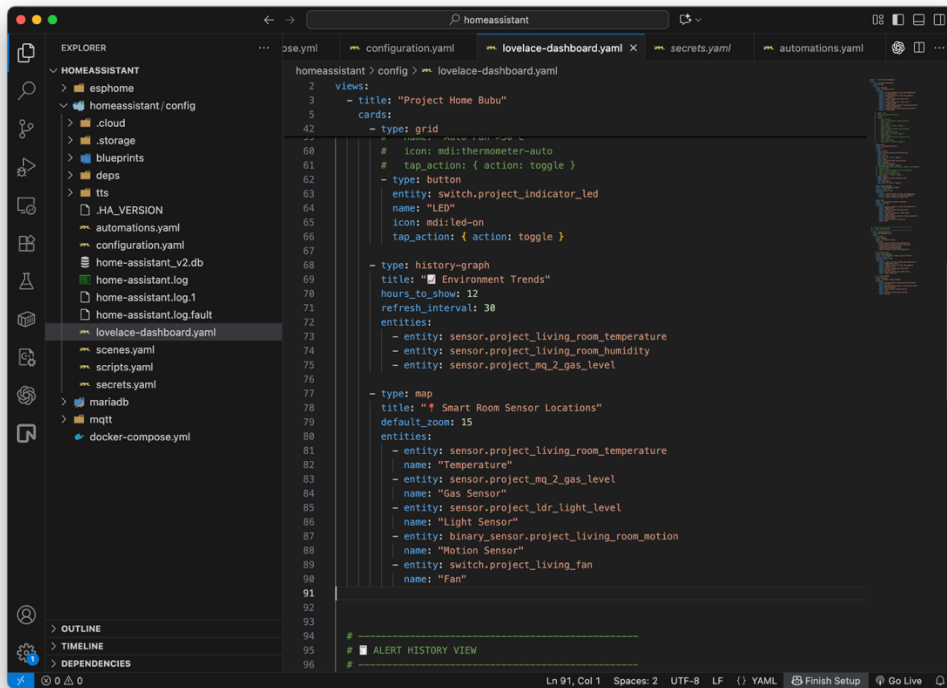 homeassistant
EXPLORER
HOMEASSISTANT
esphome
homeassistant/config
.cloud
.storage
blueprints
deps
tts
.HA_VERSION
automations.yaml
configuration.yaml
home-assistant_v2.db
home-assistant.log
home-assistant.log.1
home-assistant.log.fault
lovelace-dashboard.yaml
scenes.yaml
scripts.yaml
secrets.yaml
mariadb
mqtt
docker-compose.yml
OUTLINE
TIMELINE
DEPENDENCIES
ose.yml configuration.yaml lovelace-dashboard.yaml secrets.yaml automations.yaml
homeassistant > config > lovelace-dashboard.yaml
2 views:
3 - title: "Project Home Bubu"
5 cards:
42 - type: grid
60 # icon: mdi:thermometer-auto
61 # tap_action: { action: toggle }
62 - type: button
63 entity: switch.project_indicator_led
64 name: "LED"
65 icon: mdi:led-on
66 tap_action: { action: toggle }
67
68 - type: history-graph
69 title: "📈 Environment Trends"
70 hours_to_show: 12
71 refresh_interval: 30
72 entities:
73 - entity: sensor.project_living_room_temperature
74 - entity: sensor.project_living_room_humidity
75 - entity: sensor.project_mq_2_gas_level
76
77 - type: map
78 title: "📍 Smart Room Sensor Locations"
79 default_zoom: 15
80 entities:
81 - entity: sensor.project_living_room_temperature
82 name: "Temperature"
83 - entity: sensor.project_mq_2_gas_level
84 name: "Gas Sensor"
85 - entity: sensor.project_ldr_light_level
86 name: "Light Sensor"
87 - entity: binary_sensor.project_living_room_motion
88 name: "Motion Sensor"
89 - entity: switch.project_living_fan
90 name: "Fan"
91
92
93
94 # --------------------------------------------------
95 # ALERT HISTORY VIEW
96 # --------------------------------------------------
1
0 0 Ln 91, Col 1 Spaces: 2 UTF-8 LF {} YAML Finish Setup Go Live